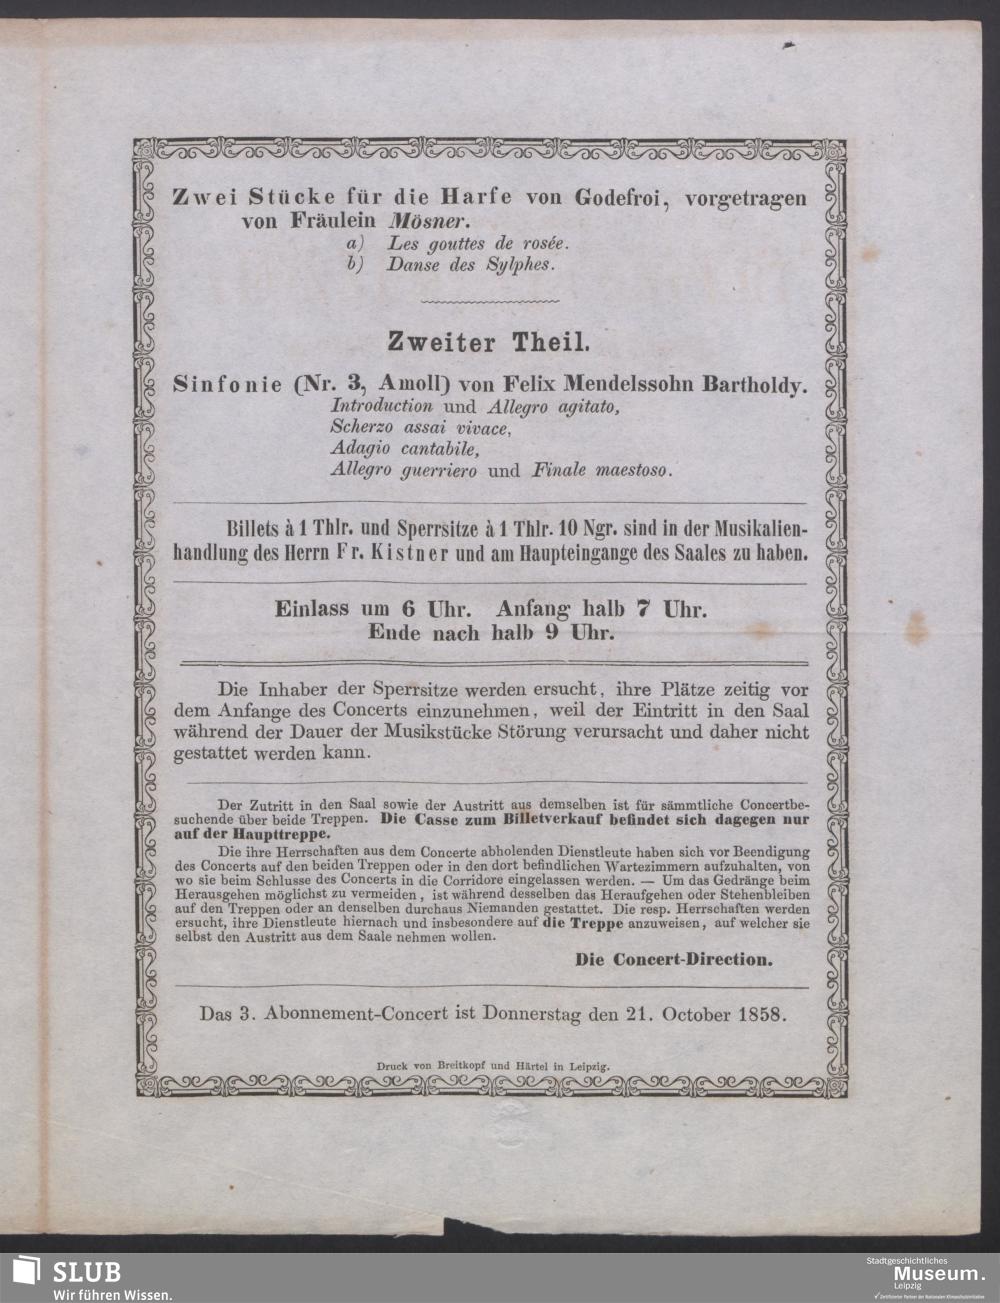 Zwei Stücke für die Harfe von Godefroi, vorgetragen
von Fräulein Mösner.
a) Les gouttes de rosée.
b) Danse des Sylphes.
Zweiter Theil.
Sinfonie (Nr. 3, Amoll) von Felix Mendelssohn Bartholdy.
Introduction und Allegro agitato,
Scherzo assai vivace,
Adagio cantabile,
Allegro guerriero und Finale maestoso.
Billets à 1 Thlr. und Sperrsitze à 1 Thlr. 10 Ngr. sind in der Musikalien-
handlung des Herrn Fr. Kistner und am Haupteingange des Saales zu haben.
Einlass um 6 Uhr. Anfang halb 7 Uhr.
Ende nach halb 9 Uhr.
Die Inhaber der Sperrsitze werden ersucht, ihre Plätze zeitig vor
dem Anfange des Concerts einzunehmen, weil der Eintritt in den Saal
während der Dauer der Musikstücke Störung verursacht und daher nicht
gestattet werden kann.
Der Zutritt in den Saal sowie der Austritt aus demselben ist für sämmtliche Concertbe-
suchende über beide Treppen. Die Casse zum Billetverkauf befindet sich dagegen nur
auf der Haupttreppe.
Die ihre Herrschaften aus dem Concerte abholenden Dienstleute haben sich vor Beendigung
des Concerts auf den beiden Treppen oder in den dort befindlichen Wartezimmern aufzuhalten, von
wo sie beim Schlusse des Concerts in die Corridore eingelassen werden. — Um das Gedränge beim
Herausgehen möglichst zu vermeiden, ist während desselben das Heraufgehen oder Stehenbleiben
auf den Treppen oder an denselben durchaus Niemanden gestattet. Die resp. Herrschaften werden
ersucht, ihre Dienstleute hiernach und insbesondere auf die Treppe anzuweisen, auf welcher sie
selbst den Austritt aus dem Saale nehmen wollen.
Die Concert-Direction.
Das 3. Abonnement-Concert ist Donnerstag den 21. October 1858.
Druck von Breitkopf und Härtel in Leipzig.
SLUB
Wir führen Wissen.
Stadtgeschichtliches
Museum.
Leipzig
Zertifizierter Partner der Nationalen Klimaschutzinitiative